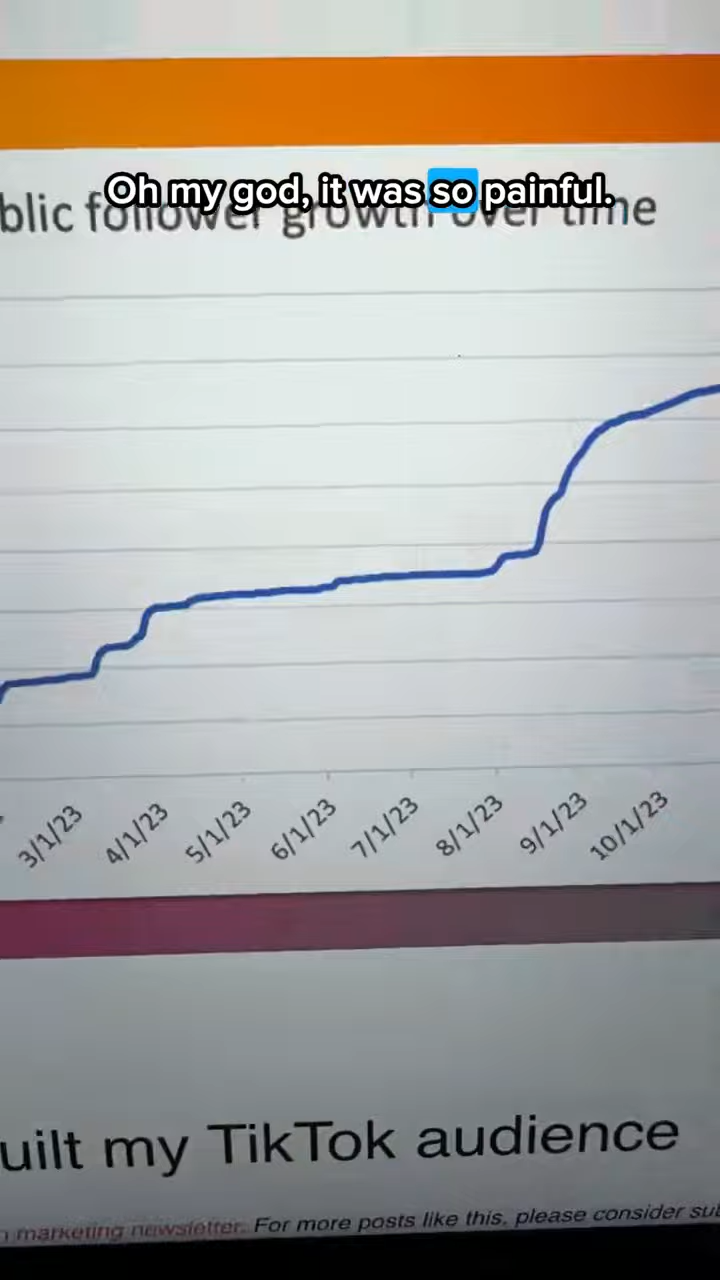 Oh my god, it was so painful.
blic follower growth over time
3/1/23
4/1/23
5/1/23
6/1/23
7/1/23
8/1/23
9/1/23
10/1/23
uilt my TikTok audience
marketing newsletter. For more posts like this, please consider sub